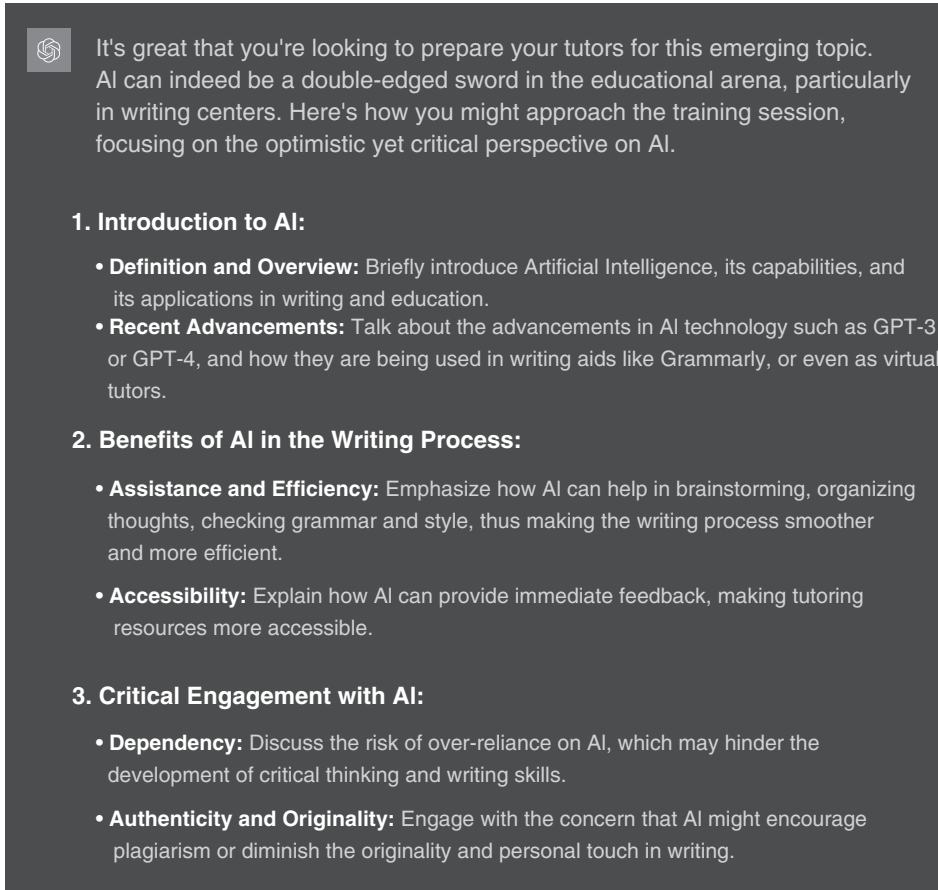 It's great that you're looking to prepare your tutors for this emerging topic.
AI can indeed be a double-edged sword in the educational arena, particularly
in writing centers. Here's how you might approach the training session,
focusing on the optimistic yet critical perspective on AI.
1. Introduction to AI:
• Definition and Overview: Briefly introduce Artificial Intelligence, its capabilities, and
its applications in writing and education.
• Recent Advancements: Talk about the advancements in AI technology such as GPT-3
or GPT-4, and how they are being used in writing aids like Grammarly, or even as virtual
tutors.
2. Benefits of AI in the Writing Process:
• Assistance and Efficiency: Emphasize how AI can help in brainstorming, organizing
thoughts, checking grammar and style, thus making the writing process smoother
and more efficient.
• Accessibility: Explain how AI can provide immediate feedback, making tutoring
resources more accessible.
3. Critical Engagement with AI:
• Dependency: Discuss the risk of over-reliance on AI, which may hinder the
development of critical thinking and writing skills.
• Authenticity and Originality: Engage with the concern that AI might encourage
plagiarism or diminish the originality and personal touch in writing.